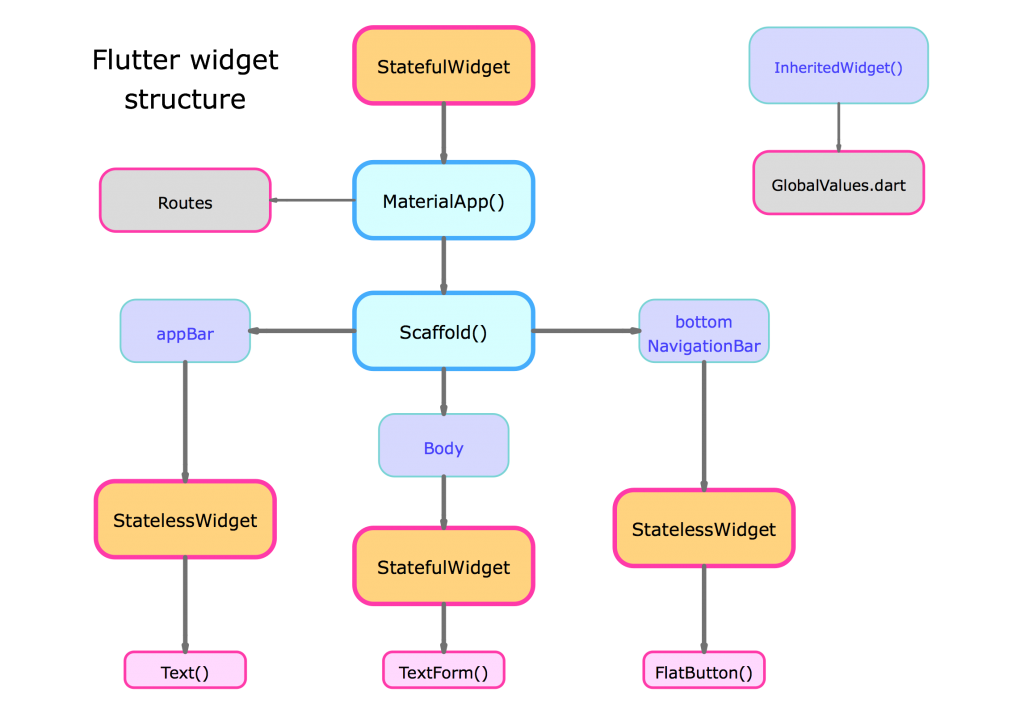 Flutter widget
structure
StatefulWidget
InheritedWidget()
Routes
MaterialApp()
GlobalValues.dart
appBar
Scaffold()
bottom
NavigationBar
Body
StatelessWidget
StatefulWidget
StatelessWidget
Text()
TextForm()
FlatButton()